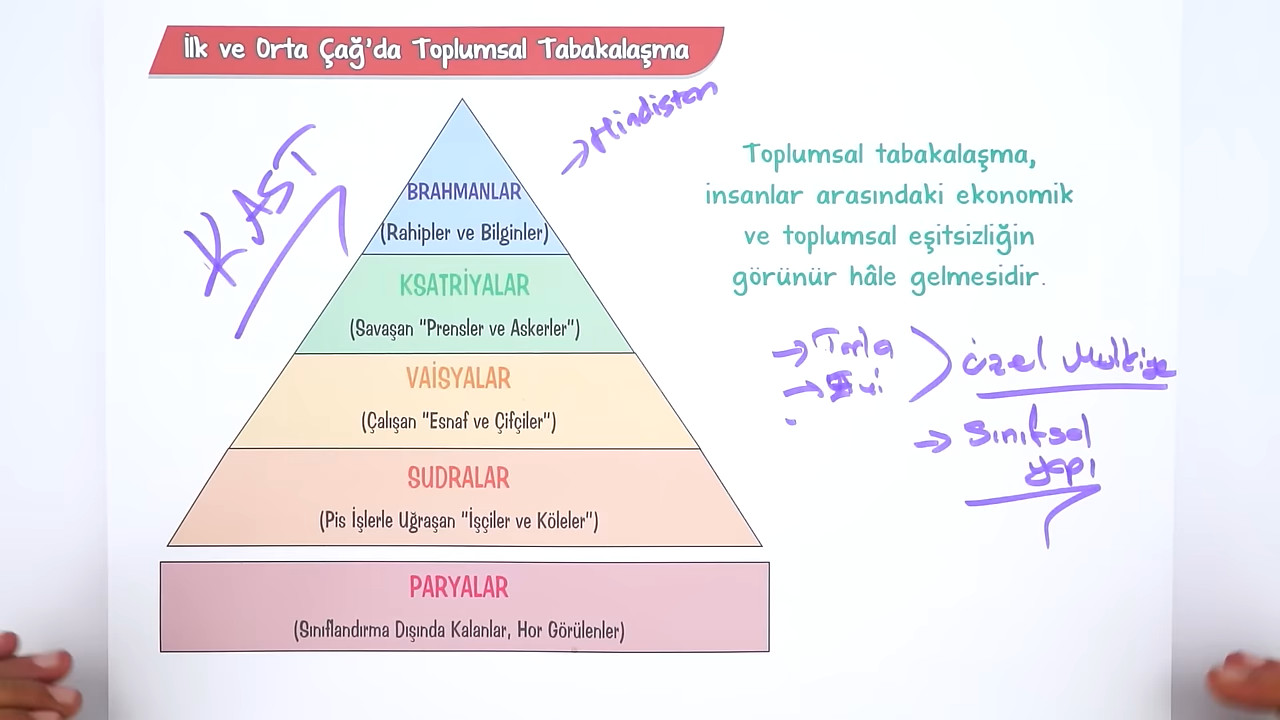 İlk ve Orta Çağ'da Toplumsal Tabakalaşma
KAST
→Hindistan
BRAHMANLAR
(Rahipler ve Bilginler)
KSATRİYALAR
(Savaşan "Prensler ve Askerler")
VAİSYALAR
(Çalışan "Esnaf ve Çifçiler")
SUDRALAR
(Pis İşlerle Uğraşan "İşçiler ve Köleler")
PARYALAR
(Sınıflandırma Dışında Kalanlar, Hor Görülenler)
Toplumsal tabakalaşma,
insanlar arasındaki ekonomik
ve toplumsal eşitsizliğin
görünür hâle gelmesidir.
→Tarla
özel Mülkiye
→Sınıfsal
yapı